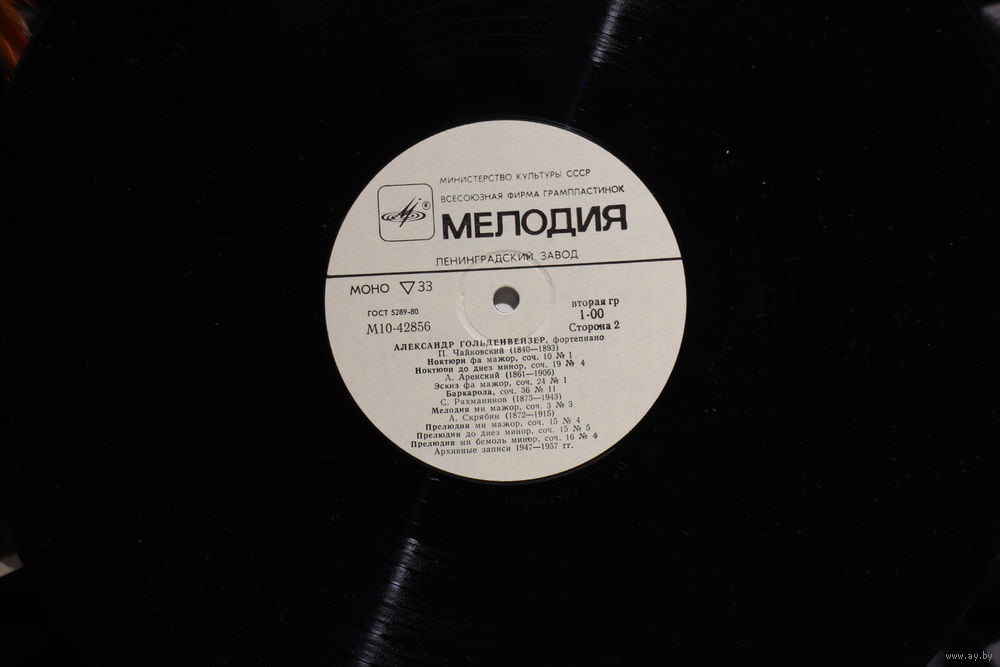 МИНИСТЕРСТВО КУЛЬТУРЫ СССР
ВСЕСОЮЗНАЯ ФИРМА ГРАМПЛАСТИНОК
МЕЛОДИЯ
ЛЕНИНГРАДСКИЙ ЗАВОД
МОНО ▽ 33
ГОСТ 5289-80
М10-42856
вторая гр
1-00
Сторона 2
АЛЕКСАНДР ГОЛЬДЕНВЕЙЗЕР, фортепиано
П. Чайковский (1840—1893)
Ноктюрн фа мажор, соч. 10 № 1
Ноктюрн до диез минор, соч. 19 № 4
А. Аренский (1861—1906)
Эскиз фа мажор, соч. 24 № 1
Баркарола, соч. 36 № 11
С. Рахманинов (1873—1943)
Мелодия ми мажор, соч. 3 № 3
А. Скрябин (1872—1915)
Прелюдия ми мажор, соч. 15 № 4
Прелюдия до диез минор, соч. 15 № 5
Прелюдия ми бемоль минор, соч. 16 № 4
Архивные записи 1947—1957 гг.
www.ay.by